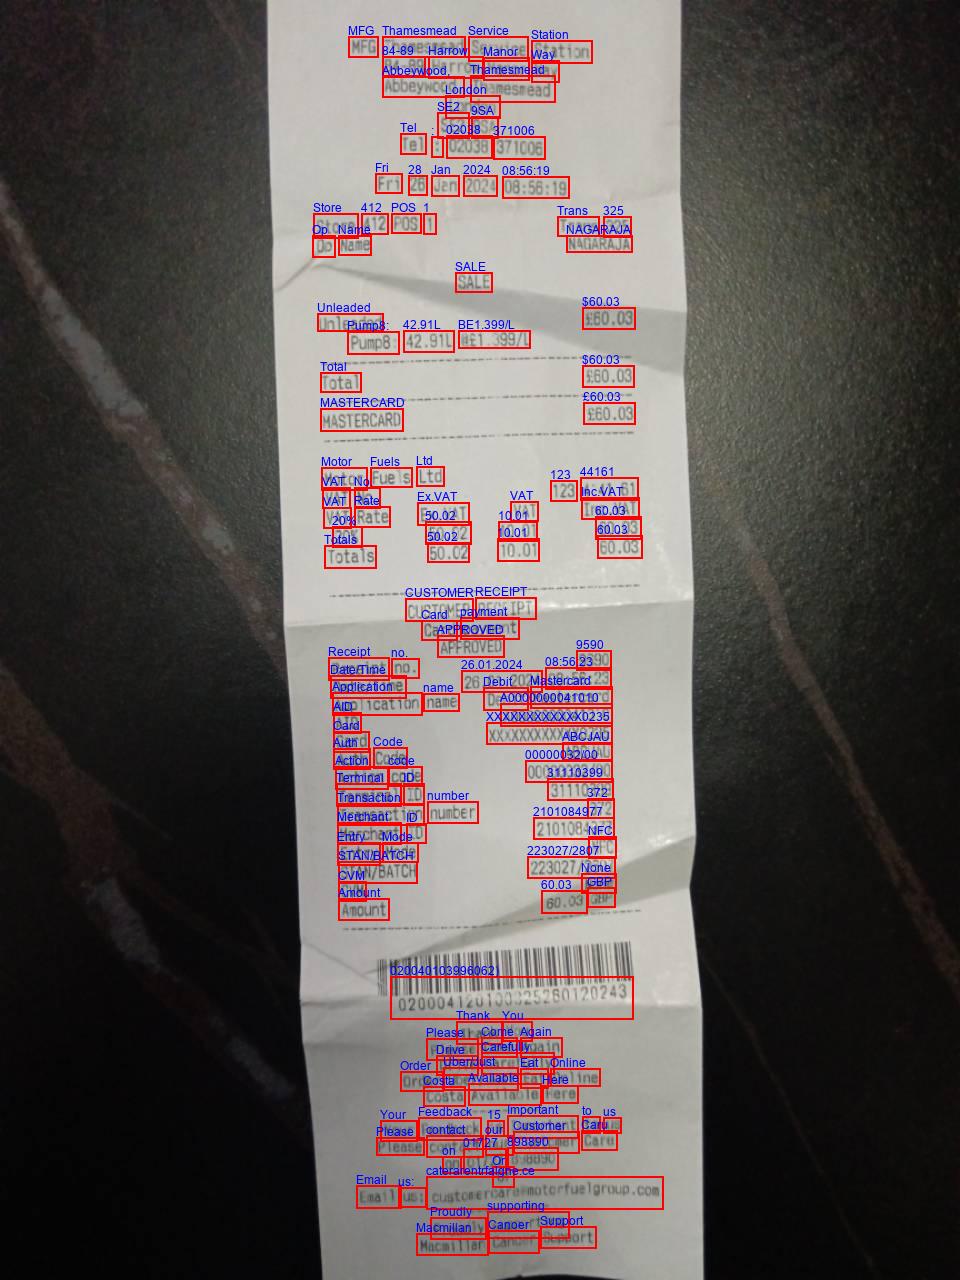 MFG Thamesmead Service Station
84-89 Harrow Manor Way
Abbeywood, Thamesmead
London
SE2 9SA
Tel : 02038 371006
Fri 26 Jan 2024 08:56:19
Store 412 POS 1 Trans 325
Op. Name NAGARAJA
SALE
Unleaded £60.03
Pump8: 42.91L @£1.399/L
Total £60.03
MASTERCARD £60.03
Motor Fuels Ltd
VAT No 123
VAT Rate Ex.VAT VAT Inc.VAT
20% 50.02 10.01 60.03
Totals 50.02 10.01 60.03
CUSTOMER RECEIPT
Card payment
APPROVED
Receipt no. 9590
Date/Time 26.01.2024 08:56:23
Application name Debit Mastercard
AID A0000000041010
Card XXXXXXXXXXXX0235
Auth Code
Action code 00000032/00
Terminal ID 31110399
Transaction number 372
Merchant ID 2101084977
Entry Mode NFC
STAN/BATCH 223027/2807
CVM None
Amount 60.03 GBP
020004120100325260120243
Thank You
Please Come Again
Drive Carefully
Order Uber/Just Eat Online
Costa Available Here
Your Feedback Important to us
Please contact our Customer Care
on 01727 898890
Or
Email us: customercare@motorfuelgroup.com
Proudly supporting
Macmillan Cancer Support